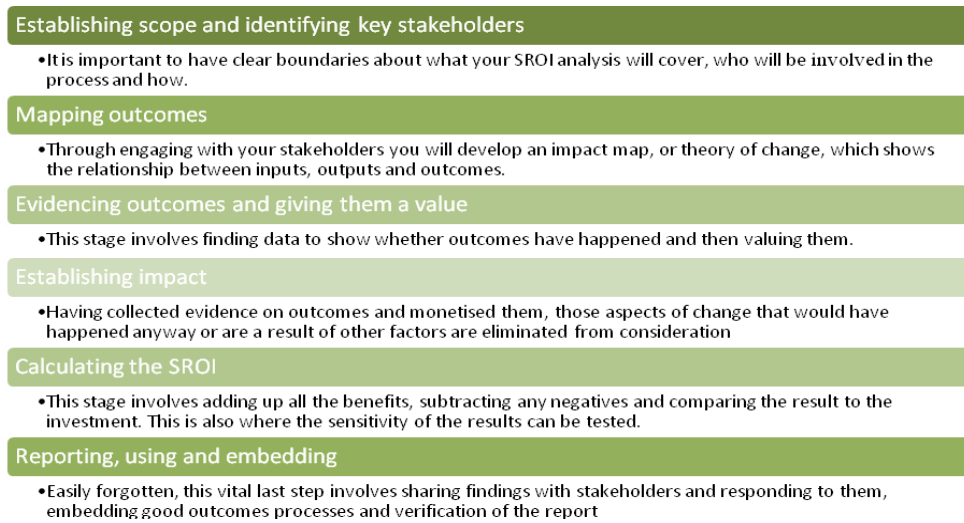 Establishing scope and identifying key stakeholders
•It is important to have clear boundaries about what your SROI analysis will cover, who will be involved in the
process and how.
Mapping outcomes
•Through engaging with your stakeholders you will develop an impact map, or theory of change, which shows
the relationship between inputs, outputs and outcomes.
Evidencing outcomes and giving them a value
•This stage involves finding data to show whether outcomes have happened and then valuing them.
Establishing impact
•Having collected evidence on outcomes and monetised them, those aspects of change that would have
happened anyway or are a result of other factors are eliminated from consideration
Calculating the SROI
•This stage involves adding up all the benefits, subtracting any negatives and comparing the result to the
investment. This is also where the sensitivity of the results can be tested.
Reporting, using and embedding
•Easily forgotten, this vital last step involves sharing findings with stakeholders and responding to them,
embedding good outcomes processes and verification of the report